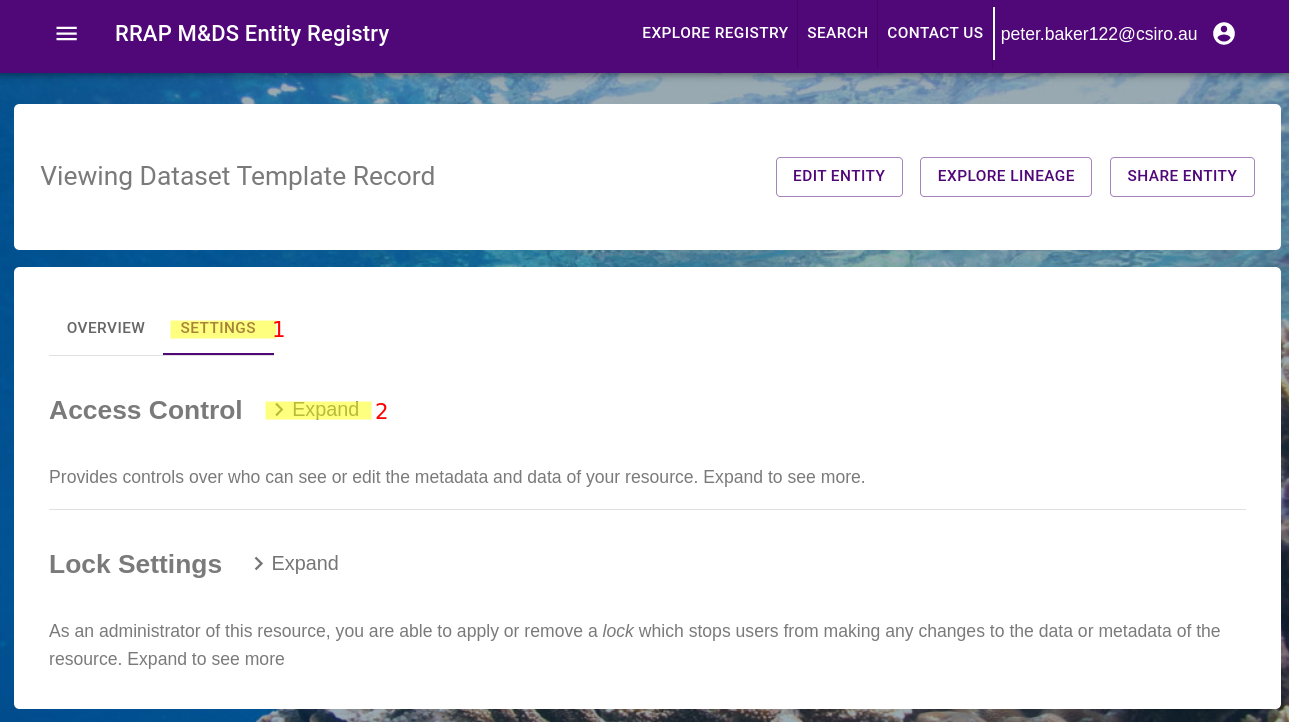 RRAP M&DS Entity Registry
EXPLORE REGISTRY SEARCH CONTACT US peter.baker122@csiro.au
Viewing Dataset Template Record
EDIT ENTITY EXPLORE LINEAGE SHARE ENTITY
OVERVIEW SETTINGS 1
Access Control Expand 2
Provides controls over who can see or edit the metadata and data of your resource. Expand to see more.
Lock Settings Expand
As an administrator of this resource, you are able to apply or remove a lock which stops users from making any changes to the data or metadata of the
resource. Expand to see more